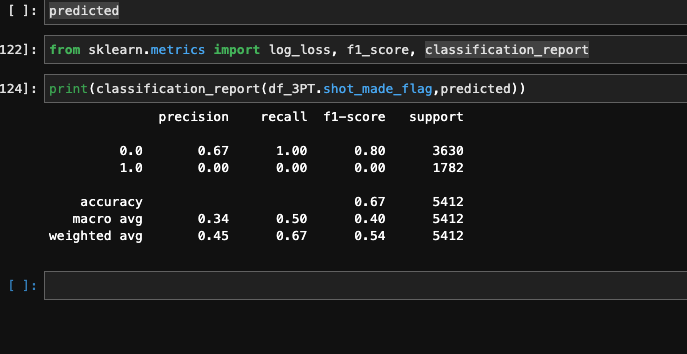 [ ]: predicted
122]: from sklearn.metrics import log_loss, f1_score, classification_report
124]: print(classification_report(df_3PT.shot_made_flag,predicted))
precision recall f1-score support
0.0 0.67 1.00 0.80 3630
1.0 0.00 0.00 0.00 1782
accuracy 0.67 5412
macro avg 0.34 0.50 0.40 5412
weighted avg 0.45 0.67 0.54 5412
[ ]: